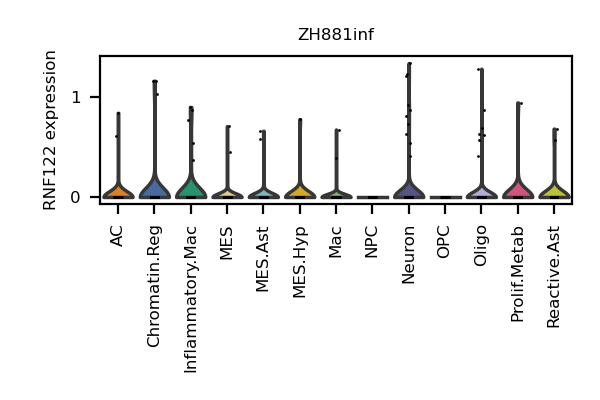 ZH881inf
RNF122 expression
1
0
AC
Chromatin.Reg
Inflammatory.Mac
MES
MES.Ast
MES.Hyp
Mac
NPC
Neuron
OPC
Oligo
Prolif.Metab
Reactive.Ast